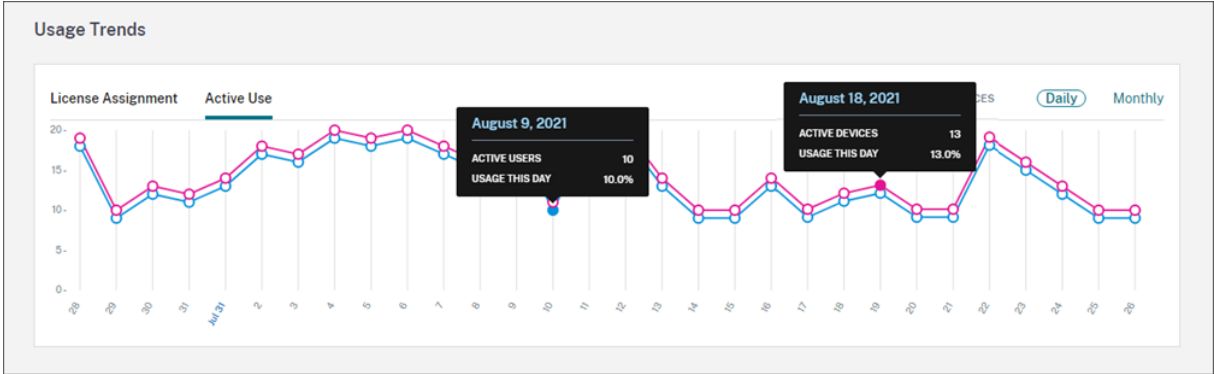 Usage Trends
License Assignment Active Use CES Daily Monthly
August 9, 2021
ACTIVE USERS 10
USAGE THIS DAY 10.0%
August 18, 2021
ACTIVE DEVICES 13
USAGE THIS DAY 13.0%
20-
15-
10-
5-
0-
28 29 30 31 Jul 31 2 3 4 5 6 7 8 9 10 11 12 13 14 15 16 17 18 19 20 21 22 23 24 25 26